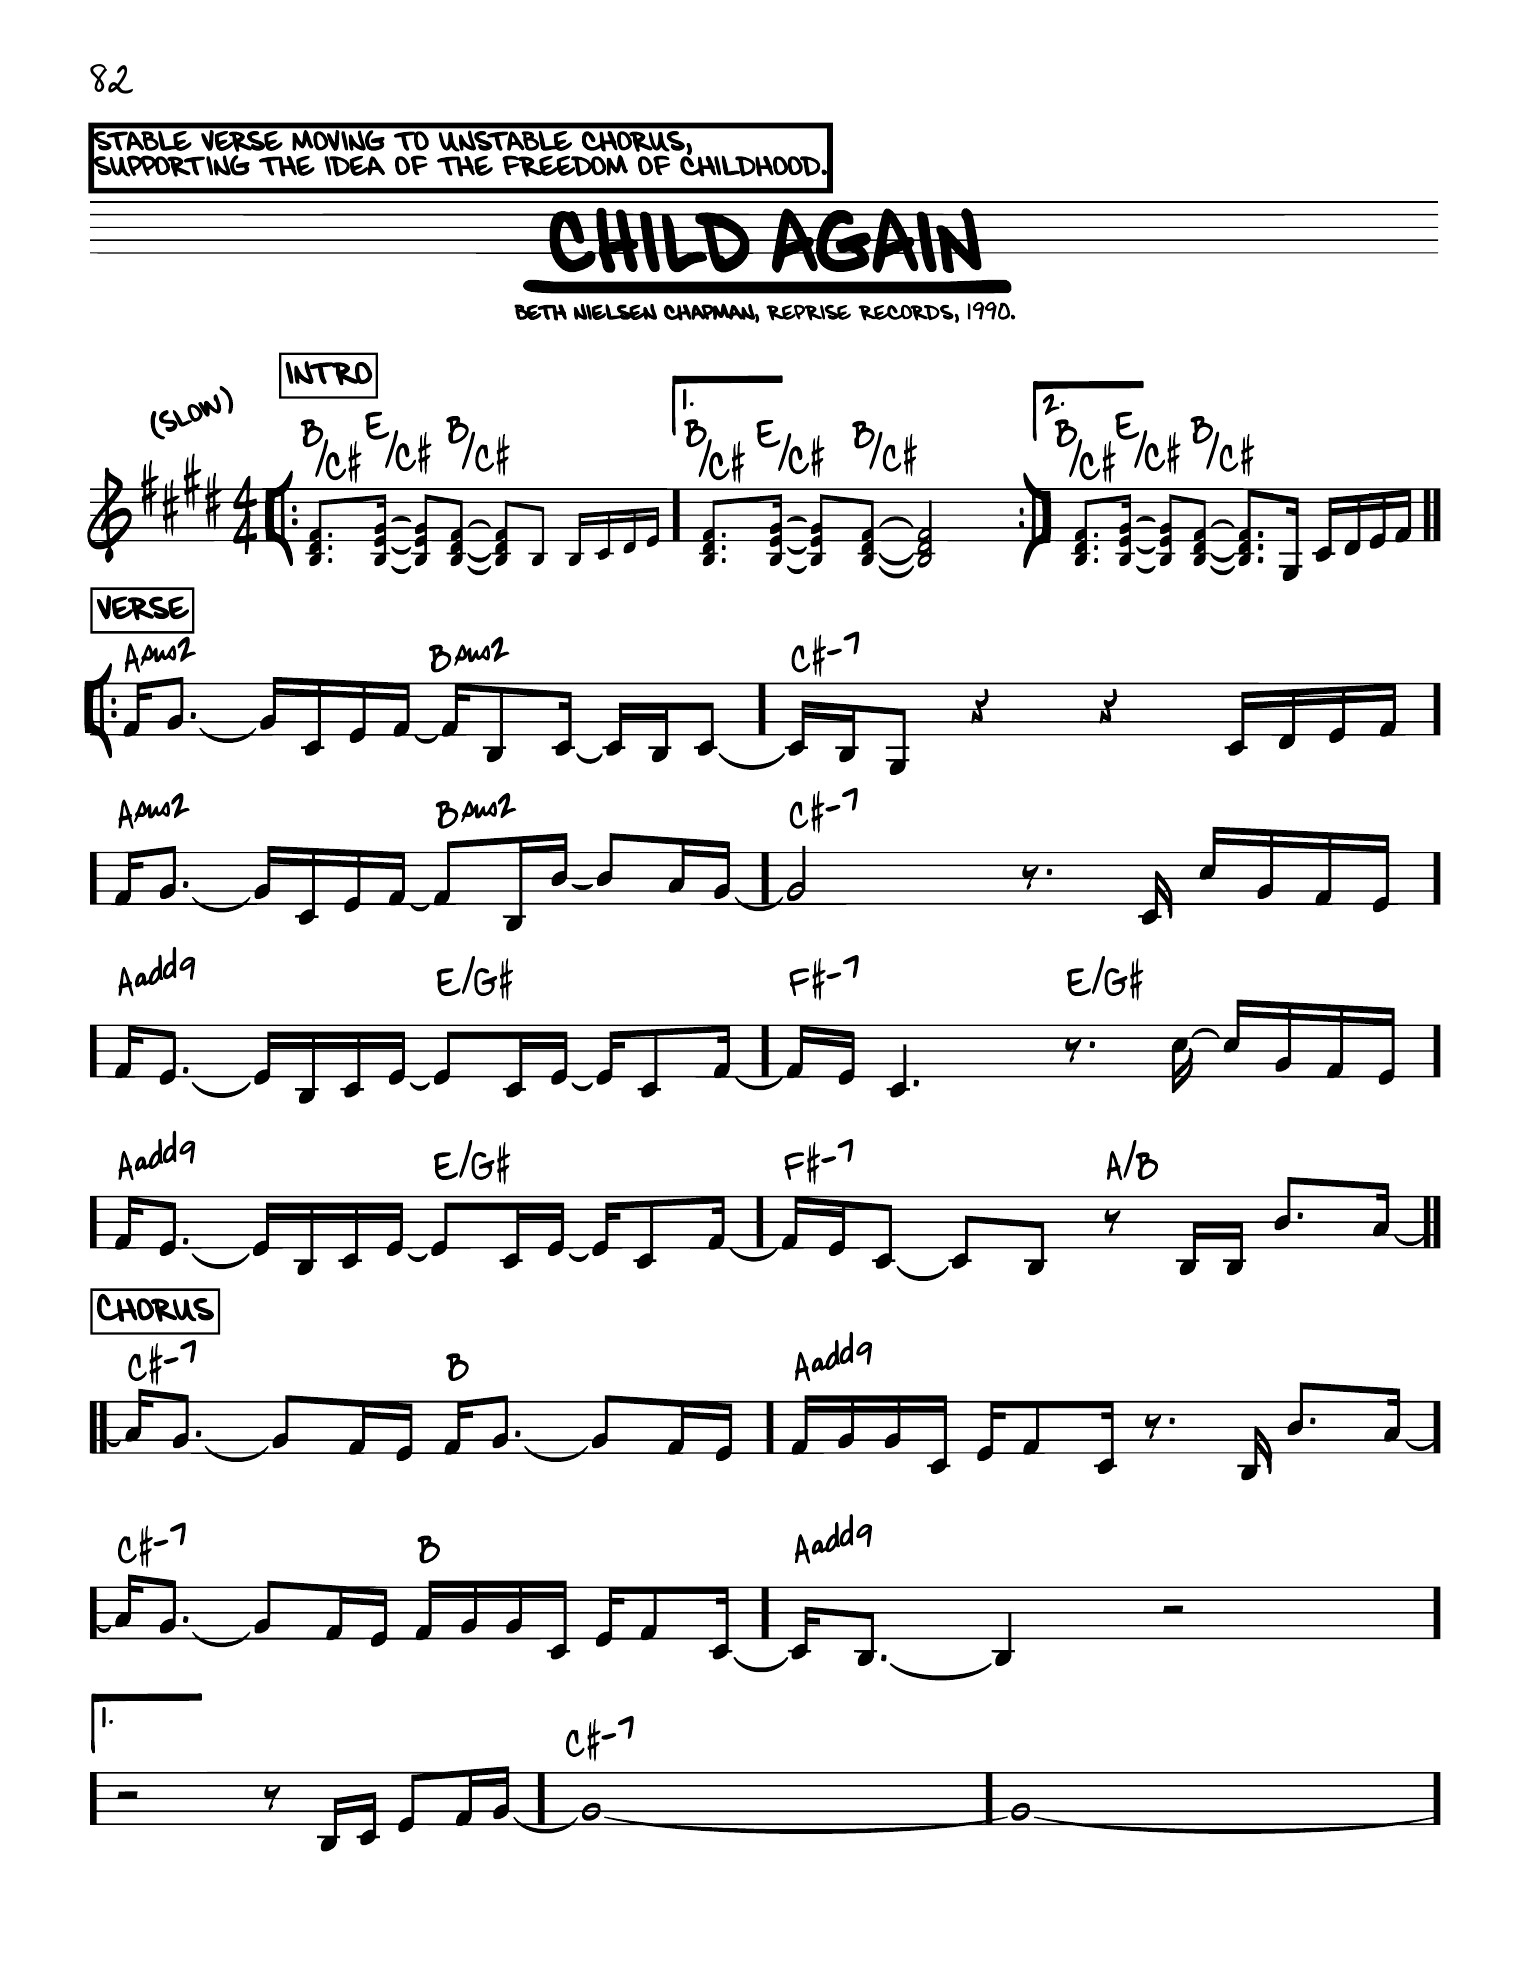 82
STABLE VERSE MOVING TO UNSTABLE CHORUS,
SUPPORTING THE IDEA OF THE FREEDOM OF CHILDHOOD.
CHILD AGAIN
BETH NIELSEN CHAPMAN, REPRISE RECORDS, 1990.
INTRO
(SLOW)
1. 2.
B/C# E/C# B/C# B/C# E/C# B/C# B/C# E/C# B/C#
4
4
VERSE
Asus2 Bsus2 C#-7
Asus2 Bsus2 C#-7
Aadd9 E/G# F#-7 E/G#
Aadd9 E/G# F#-7 A/B
CHORUS
C#-7 B Aadd9
C#-7 B Aadd9
1.
C#-7